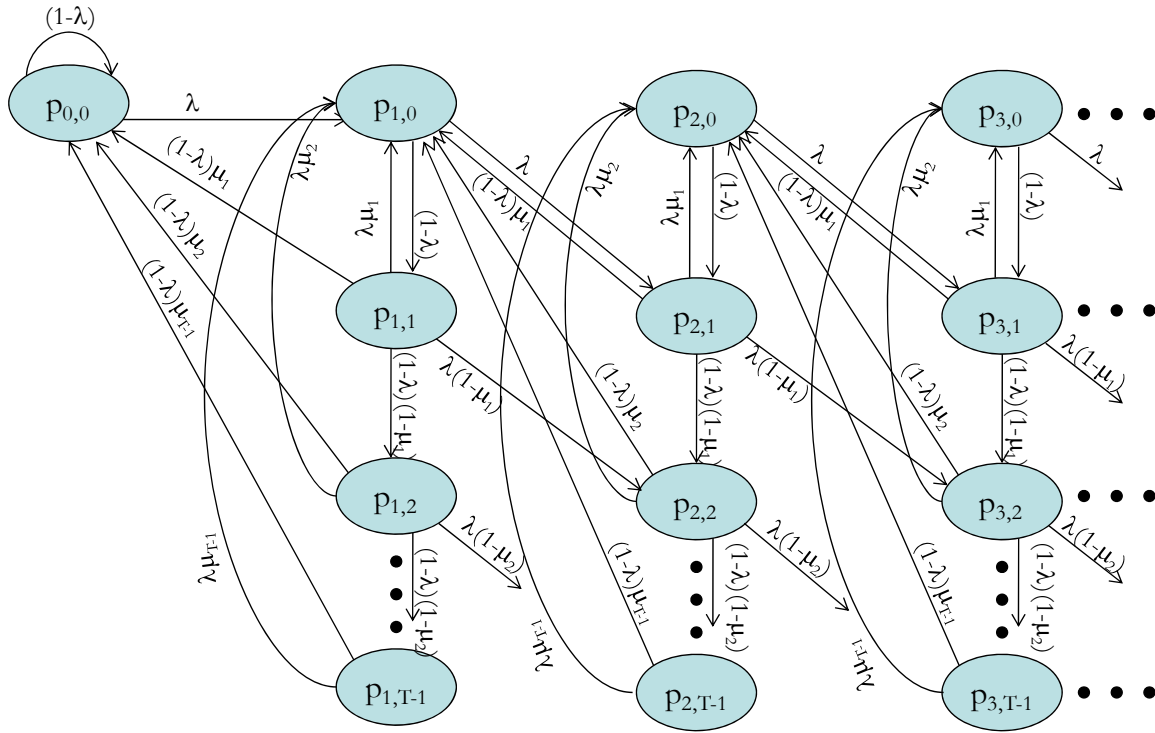 (1-λ)
p0,0
λ
p1,0
p2,0
p3,0
λ
λ
λ
(1-λ)μ1
λμ2
λμ1
(1-λ)
(1-λ)μ1
λμ2
λμ1
(1-λ)
(1-λ)μ1
λμ2
λμ1
(1-λ)
(1-λ)μ2
(1-λ)μT-1
p1,1
p2,1
p3,1
(1-λ)(1-μ1)
λ(1-μ1)
(1-λ)μ2
(1-λ)(1-μ1)
λ(1-μ1)
(1-λ)μ2
(1-λ)(1-μ1)
λ(1-μ1)
p1,2
p2,2
p3,2
λμT-1
(1-λ)(1-μ2)
λ(1-μ2)
λμT-1
(1-λ)μT-1
(1-λ)(1-μ2)
λ(1-μ2)
λμT-1
(1-λ)μT-1
(1-λ)(1-μ2)
λ(1-μ2)
p1,T-1
p2,T-1
p3,T-1